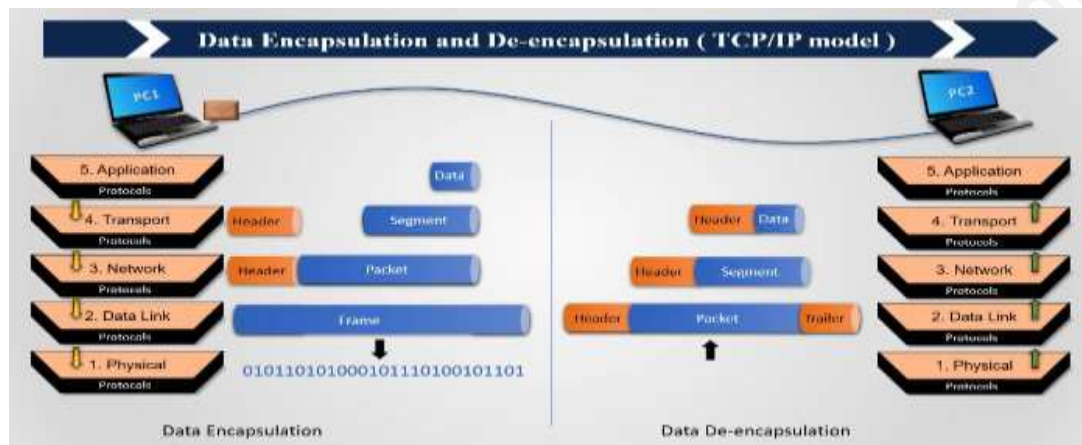 Data Encapsulation and De-encapsulation ( TCP/IP model )
PC1
PC2
5. Application
Protocols
4. Transport
Protocols
3. Network
Protocols
2. Data Link
Protocols
1. Physical
Protocols
Data
Header Segment
Header Packet
Frame
010110101000101110100101101
Data Encapsulation
Header Data
Header Segment
Header Packet Trailer
Data De-encapsulation
5. Application
Protocols
4. Transport
Protocols
3. Network
Protocols
2. Data Link
Protocols
1. Physical
Protocols